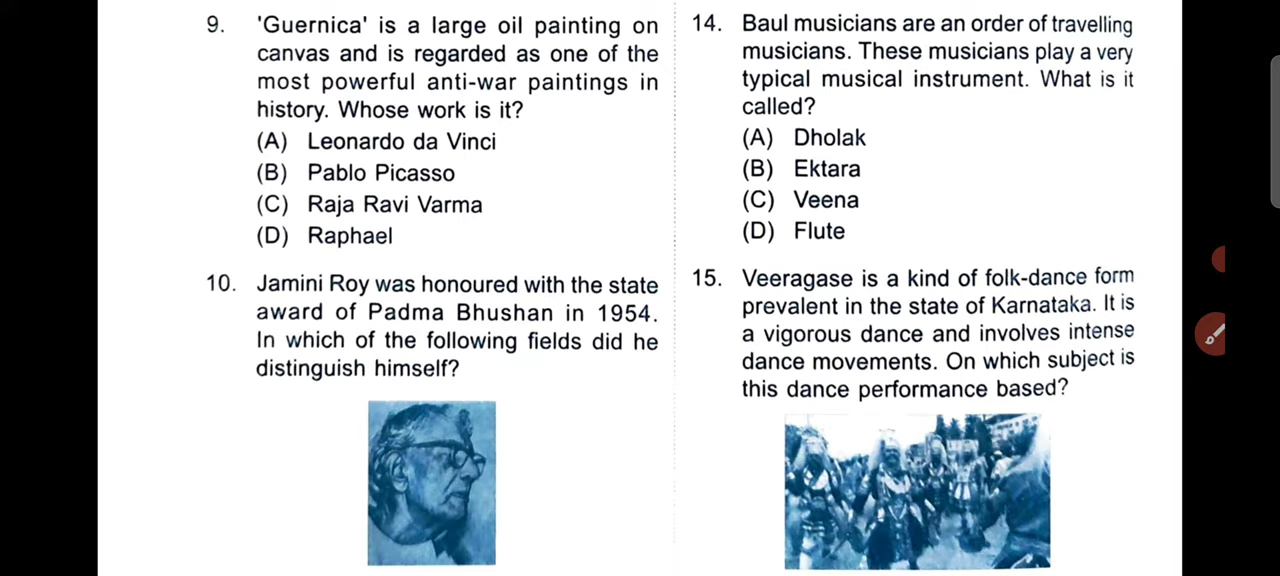 9. 'Guernica' is a large oil painting on
canvas and is regarded as one of the
most powerful anti-war paintings in
history. Whose work is it?
(A) Leonardo da Vinci
(B) Pablo Picasso
(C) Raja Ravi Varma
(D) Raphael
10. Jamini Roy was honoured with the state
award of Padma Bhushan in 1954.
In which of the following fields did he
distinguish himself?
14. Baul musicians are an order of travelling
musicians. These musicians play a very
typical musical instrument. What is it
called?
(A) Dholak
(B) Ektara
(C) Veena
(D) Flute
15. Veeragase is a kind of folk-dance form
prevalent in the state of Karnataka. It is
a vigorous dance and involves intense
dance movements. On which subject is
this dance performance based?